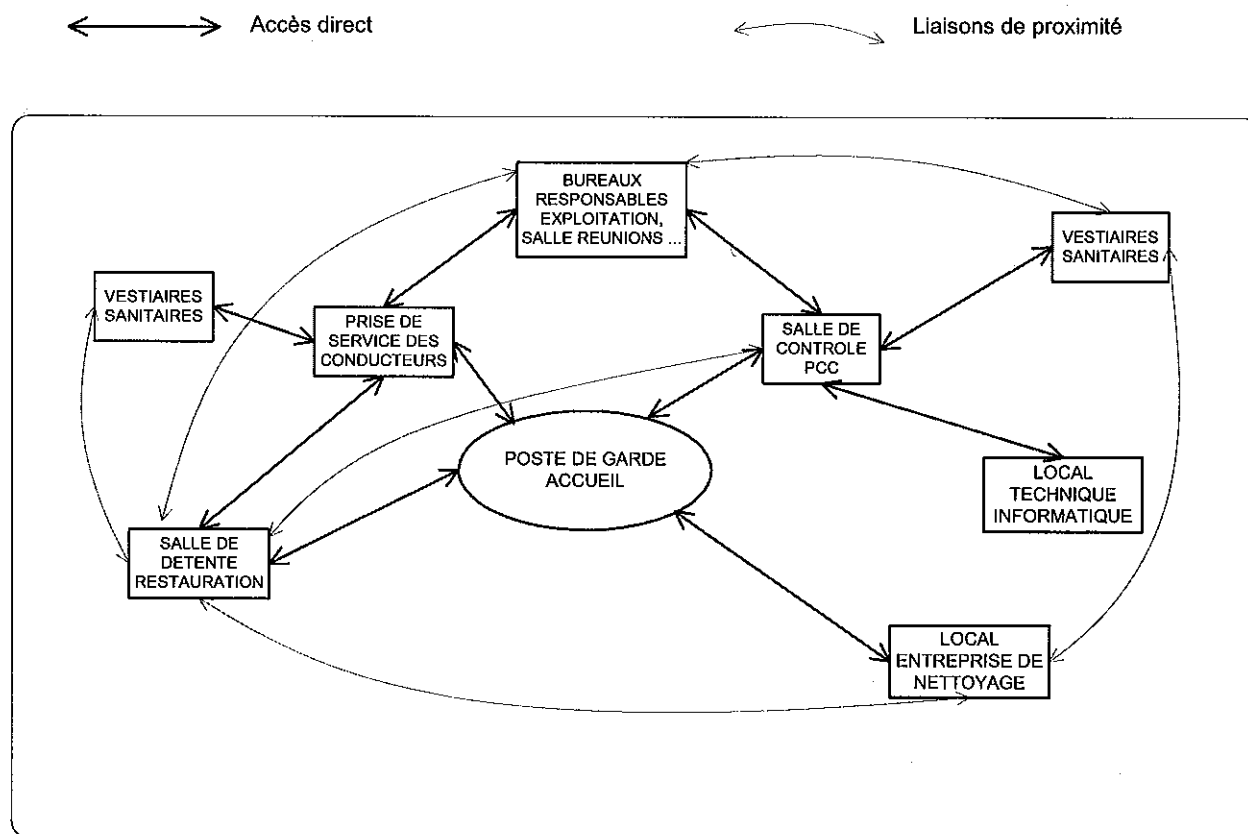 Accès direct
Liaisons de proximité
BUREAUX
RESPONSABLES
EXPLOITATION,
SALLE REUNIONS ...
VESTIAIRES
SANITAIRES
VESTIAIRES
SANITAIRES
PRISE DE
SERVICE DES
CONDUCTEURS
SALLE DE
CONTROLE
PCC
POSTE DE GARDE
ACCUEIL
LOCAL
TECHNIQUE
INFORMATIQUE
SALLE DE
DETENTE
RESTAURATION
LOCAL
ENTREPRISE DE
NETTOYAGE